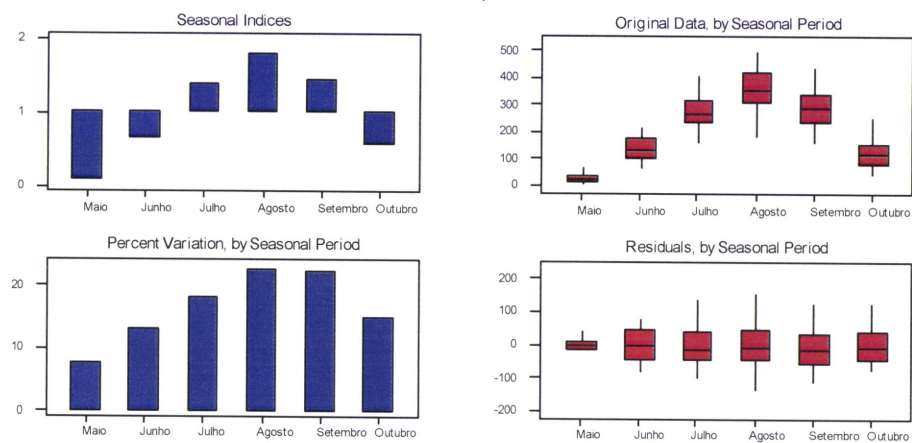 Seasonal Indices
2
1
0
Maio Junho Julho Agosto Setembro Outubro
Original Data, by Seasonal Period
500
400
300
200
100
0
Maio Junho Julho Agosto Setembro Outubro
Percent Variation, by Seasonal Period
20
10
0
Maio Junho Julho Agosto Setembro Outubro
Residuals, by Seasonal Period
200
100
0
-100
-200
Maio Junho Julho Agosto Setembro Outubro